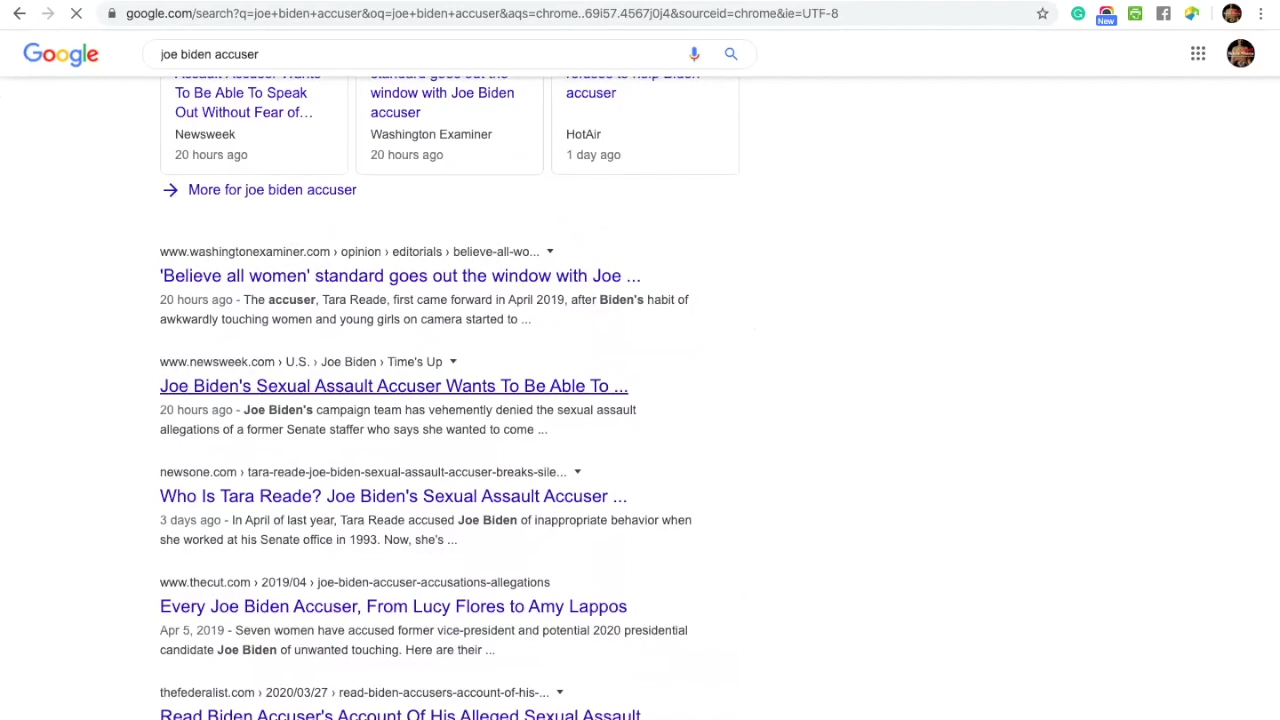 google.com/search?q=joe+biden+accuser&oq=joe+biden+accuser&aqs=chrome..69i57.4567j0j4&sourceid=chrome&ie=UTF-8
New
Google
joe biden accuser
Assault Accuser Wants
To Be Able To Speak
Out Without Fear of...
Newsweek
20 hours ago
standard goes out the
window with Joe Biden
accuser
Washington Examiner
20 hours ago
refuses to help Biden
accuser
HotAir
1 day ago
More for joe biden accuser
www.washingtonexaminer.com › opinion › editorials › believe-all-wo...
'Believe all women' standard goes out the window with Joe ...
20 hours ago - The accuser, Tara Reade, first came forward in April 2019, after Biden's habit of
awkwardly touching women and young girls on camera started to ...
www.newsweek.com › U.S. › Joe Biden › Time's Up
Joe Biden's Sexual Assault Accuser Wants To Be Able To ...
20 hours ago - Joe Biden's campaign team has vehemently denied the sexual assault
allegations of a former Senate staffer who says she wanted to come ...
newsone.com › tara-reade-joe-biden-sexual-assault-accuser-breaks-sile...
Who Is Tara Reade? Joe Biden's Sexual Assault Accuser ...
3 days ago - In April of last year, Tara Reade accused Joe Biden of inappropriate behavior when
she worked at his Senate office in 1993. Now, she's ...
www.thecut.com › 2019/04 › joe-biden-accuser-accusations-allegations
Every Joe Biden Accuser, From Lucy Flores to Amy Lappos
Apr 5, 2019 - Seven women have accused former vice-president and potential 2020 presidential
candidate Joe Biden of unwanted touching. Here are their ...
thefederalist.com › 2020/03/27 › read-biden-accusers-account-of-his-...
Read Biden Accuser's Account Of His Alleged Sexual Assault